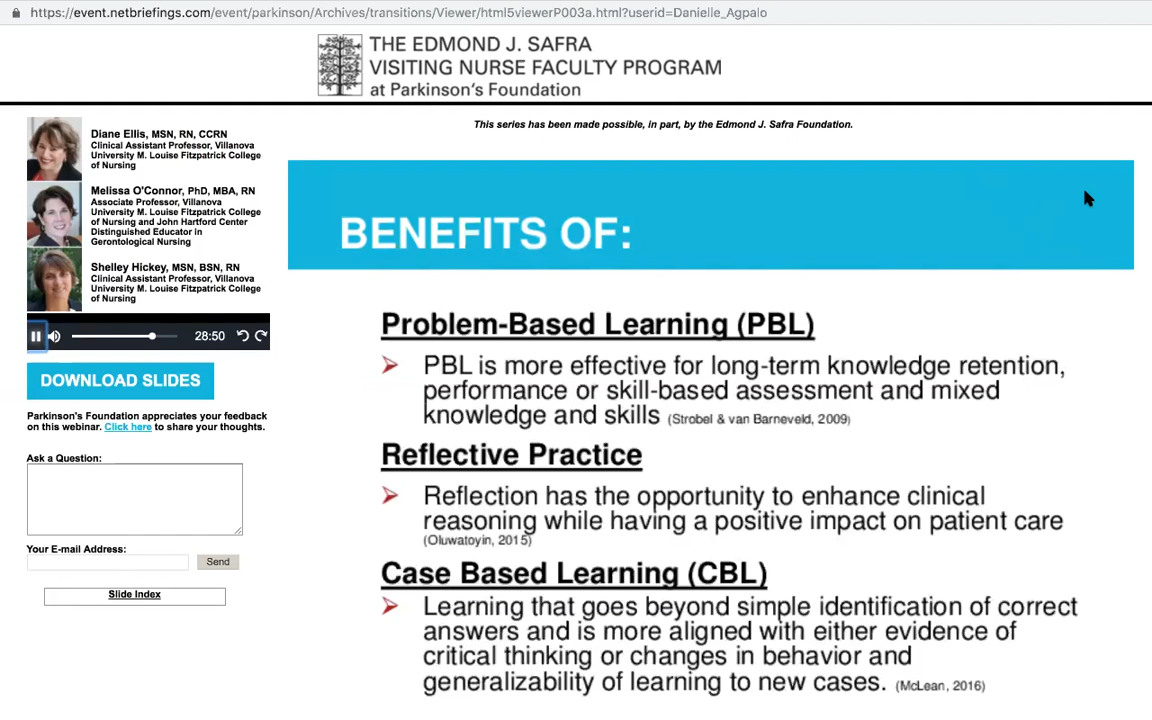 https://event.netbriefings.com/event/parkinson/Archives/transitions/Viewer/html5viewerP003a.html?userid=Danielle_Agpalo
THE EDMOND J. SAFRA
VISITING NURSE FACULTY PROGRAM
at Parkinson's Foundation
This series has been made possible, in part, by the Edmond J. Safra Foundation.
Diane Ellis, MSN, RN, CCRN
Clinical Assistant Professor, Villanova
University M. Louise Fitzpatrick College
of Nursing
Melissa O'Connor, PhD, MBA, RN
Associate Professor, Villanova
University M. Louise Fitzpatrick College
of Nursing and John Hartford Center
Distinguished Educator in
Gerontological Nursing
Shelley Hickey, MSN, BSN, RN
Clinical Assistant Professor, Villanova
University M. Louise Fitzpatrick College
of Nursing
28:50
DOWNLOAD SLIDES
Parkinson's Foundation appreciates your feedback
on this webinar. Click here to share your thoughts.
Ask a Question:
Your E-mail Address:
Send
Slide Index
BENEFITS OF:
Problem-Based Learning (PBL)
PBL is more effective for long-term knowledge retention,
performance or skill-based assessment and mixed
knowledge and skills (Strobel & van Barneveld, 2009)
Reflective Practice
Reflection has the opportunity to enhance clinical
reasoning while having a positive impact on patient care
(Oluwatoyin, 2015)
Case Based Learning (CBL)
Learning that goes beyond simple identification of correct
answers and is more aligned with either evidence of
critical thinking or changes in behavior and
generalizability of learning to new cases. (McLean, 2016)